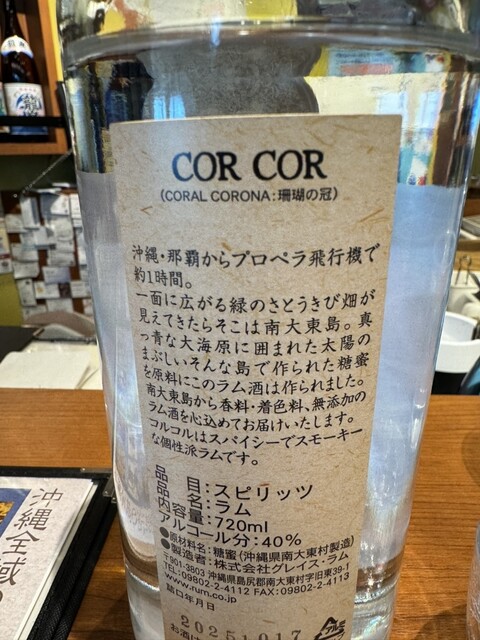 COR COR
(CORAL CORONA:珊瑚の冠)
沖縄・那覇からプロペラ飛行機で
約1時間。
一面に広がる緑のさとうきび畑が
見えてきたらそこは南大東島。真
っ青な大海原に囲まれた太陽の
まぶしいそんな島で作られた糖蜜
を原料にこのラム酒は作られました。
南大東島から香料・着色料、無添加の
ラム酒を心込めてお届けいたします。
コルコルはスパイシーでスモーキー
な個性派ラムです。
品 目:スピリッツ
品 名:ラム
内容量:720ml
アルコール分:40%
●原材料名:糖蜜(沖縄県南大東村製造)
●製造者:株式会社グレイス・ラム
〒901-3803 沖縄県島尻郡南大東村字旧東39-1
TEL.09802-2-4112 FAX:09802-2-4113
www.rum.co.jp
詰口年月日
20251017
お酒は
アルミ
沖縄全域